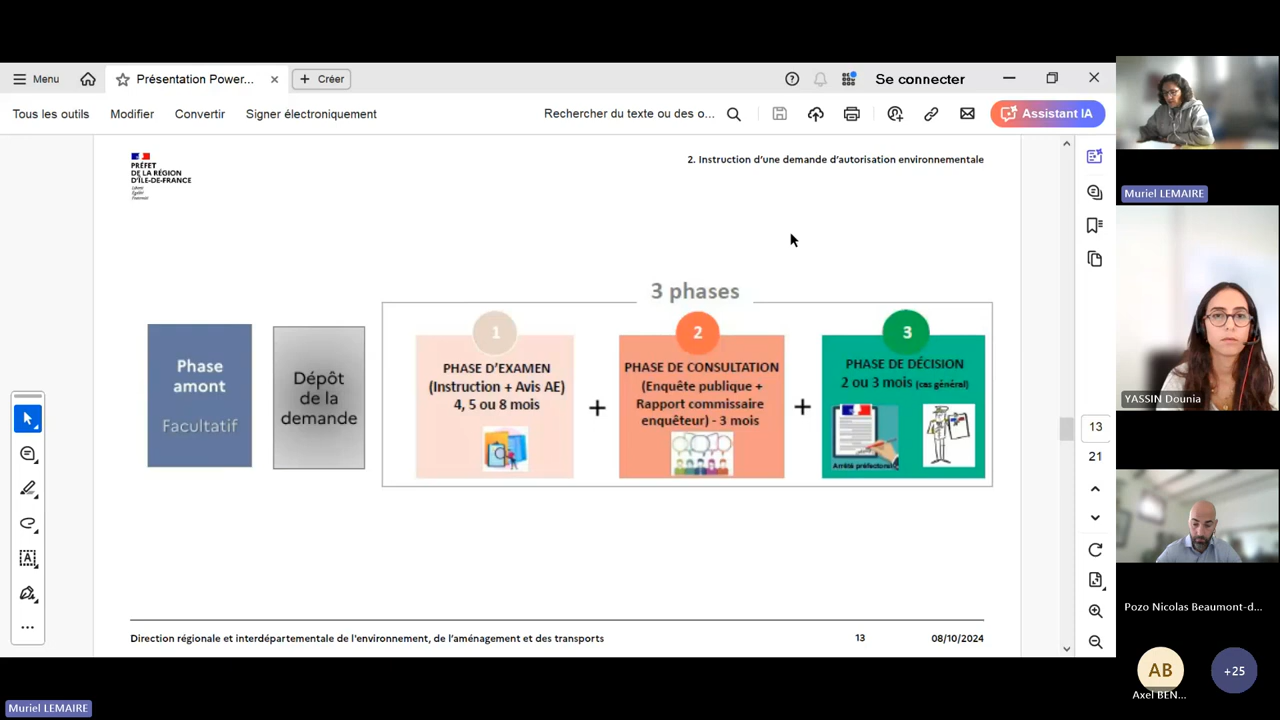 Menu
Présentation Power...
Créer
Se connecter
Tous les outils
Modifier
Convertir
Signer électroniquement
Rechercher du texte ou des o...
Assistant IA
PRÉFET
DE LA RÉGION
D'ÎLE-DE-FRANCE
Liberté
Égalité
Fraternité
2. Instruction d'une demande d'autorisation environnementale
3 phases
Phase
amont
Facultatif
Dépôt
de la
demande
1
PHASE D'EXAMEN
(Instruction + Avis AE)
4, 5 ou 8 mois
+
2
PHASE DE CONSULTATION
(Enquête publique +
Rapport commissaire
enquêteur) - 3 mois
+
3
PHASE DE DÉCISION
2 ou 3 mois (cas général)
Arrêté préfectoral
Direction régionale et interdépartementale de l'environnement, de l'aménagement et des transports
13
08/10/2024
13
21
Muriel LEMAIRE
YASSIN Dounia
Pozo Nicolas Beaumont-d...
AB
Axel BEN...
+25
Muriel LEMAIRE